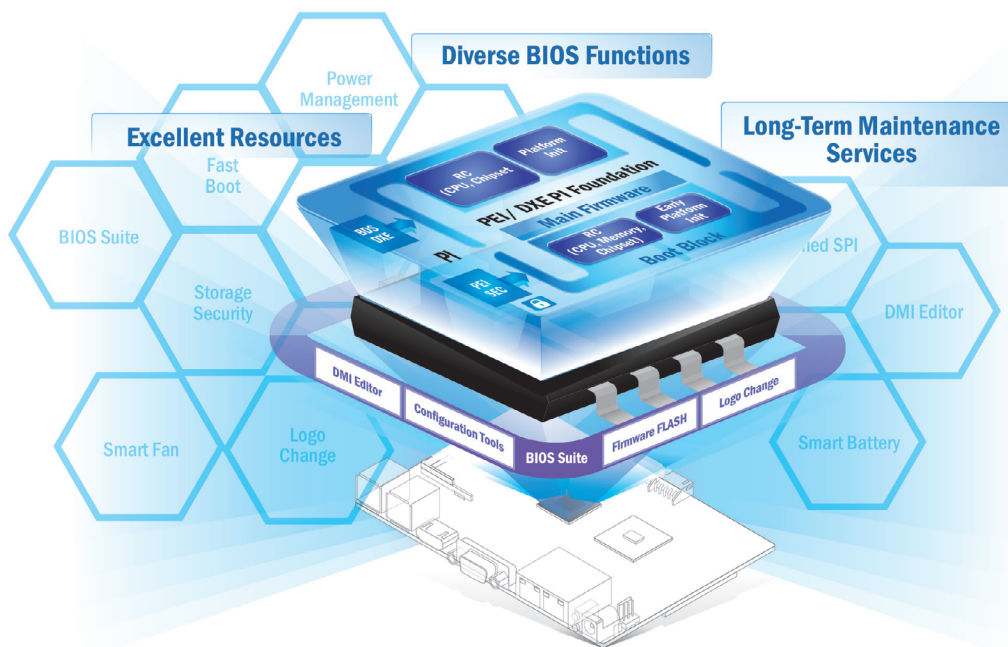 Diverse BIOS Functions
Power
Management
Excellent Resources
Long-Term Maintenance
Services
Fast
Boot
BIOS Suite
Storage
Security
Smart Fan
Logo
Change
RC
(CPU, Chipset
Platform
Init
PEI/ DXE PI Foundation
Main Firmware
BDS
DXE
PI
RC
(CPU, Memory,
Chipset)
Early
Platform
Init
Boot Block
PEI
SEC
SPI
DMI Editor
Smart Battery
DMI Editor
Configuration Tools
BIOS Suite
Firmware FLASH
Logo Change